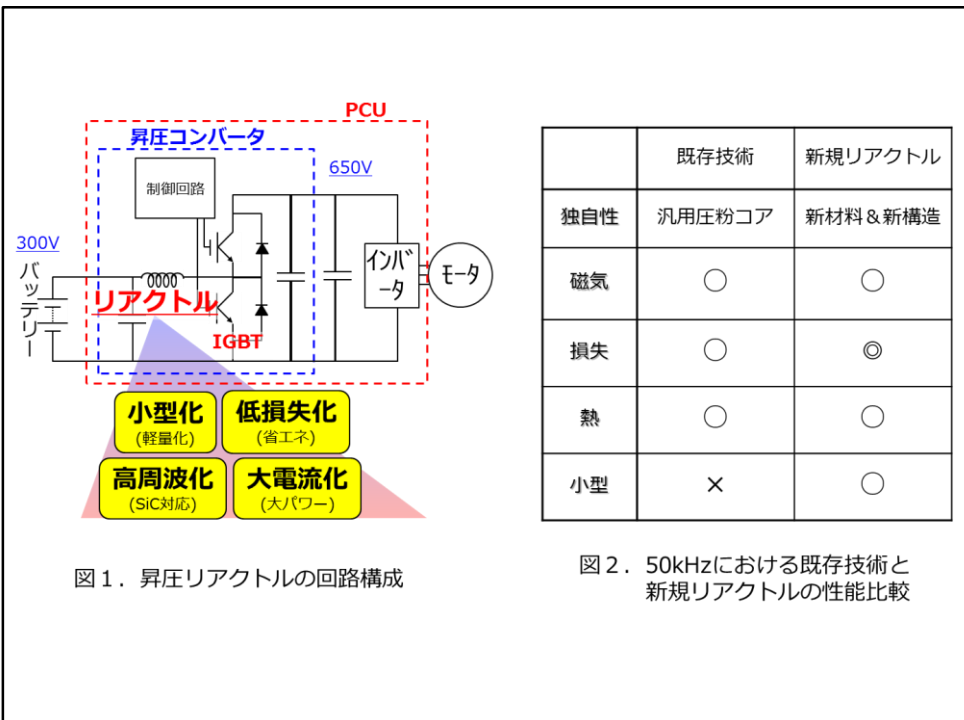 PCU
昇圧コンバータ
制御回路
650V
300V
バッテリー
リアクトル
IGBT
インバ
ータ
モータ
小型化
(軽量化)
低損失化
(省エネ)
高周波化
(SiC対応)
大電流化
(大パワー)
図1．昇圧リアクトルの回路構成
既存技術 新規リアクトル
独自性 汎用圧粉コア 新材料＆新構造
磁気 ○ ○
損失 ○ ◎
熱 ○ ○
小型 × ○
図2．50kHzにおける既存技術と
新規リアクトルの性能比較